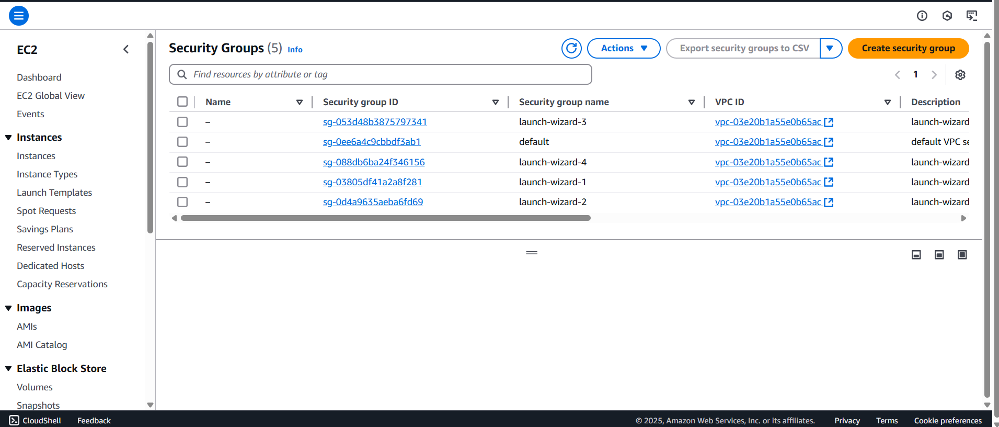 EC2
Dashboard
EC2 Global View
Events
Instances
Instances
Instance Types
Launch Templates
Spot Requests
Savings Plans
Reserved Instances
Dedicated Hosts
Capacity Reservations
Images
AMIs
AMI Catalog
Elastic Block Store
Volumes
Snapshots
Security Groups (5) Info
Actions
Export security groups to CSV
Create security group
Find resources by attribute or tag
1
Name Security group ID Security group name VPC ID Description
– sg-053d48b3875797341 launch-wizard-3 vpc-03e20b1a55e0b65ac launch-wizard
– sg-0ee6a4c9cbbdf3ab1 default vpc-03e20b1a55e0b65ac default VPC se
– sg-088db6ba24f346156 launch-wizard-4 vpc-03e20b1a55e0b65ac launch-wizard
– sg-03805df41a2a8f281 launch-wizard-1 vpc-03e20b1a55e0b65ac launch-wizard
– sg-0d4a9635aeba6fd69 launch-wizard-2 vpc-03e20b1a55e0b65ac launch-wizard
CloudShell Feedback © 2025, Amazon Web Services, Inc. or its affiliates. Privacy Terms Cookie preferences